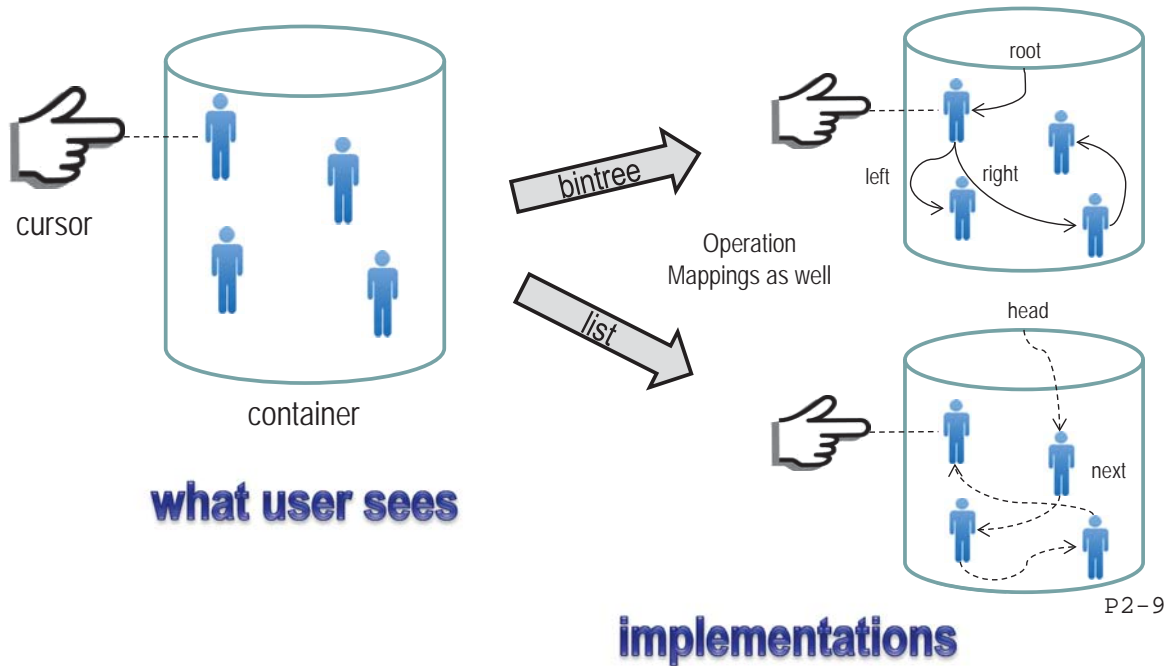 cursor
container
what user sees
bintree
list
Operation
Mappings as well
root
left
right
head
next
P2-9
implementations